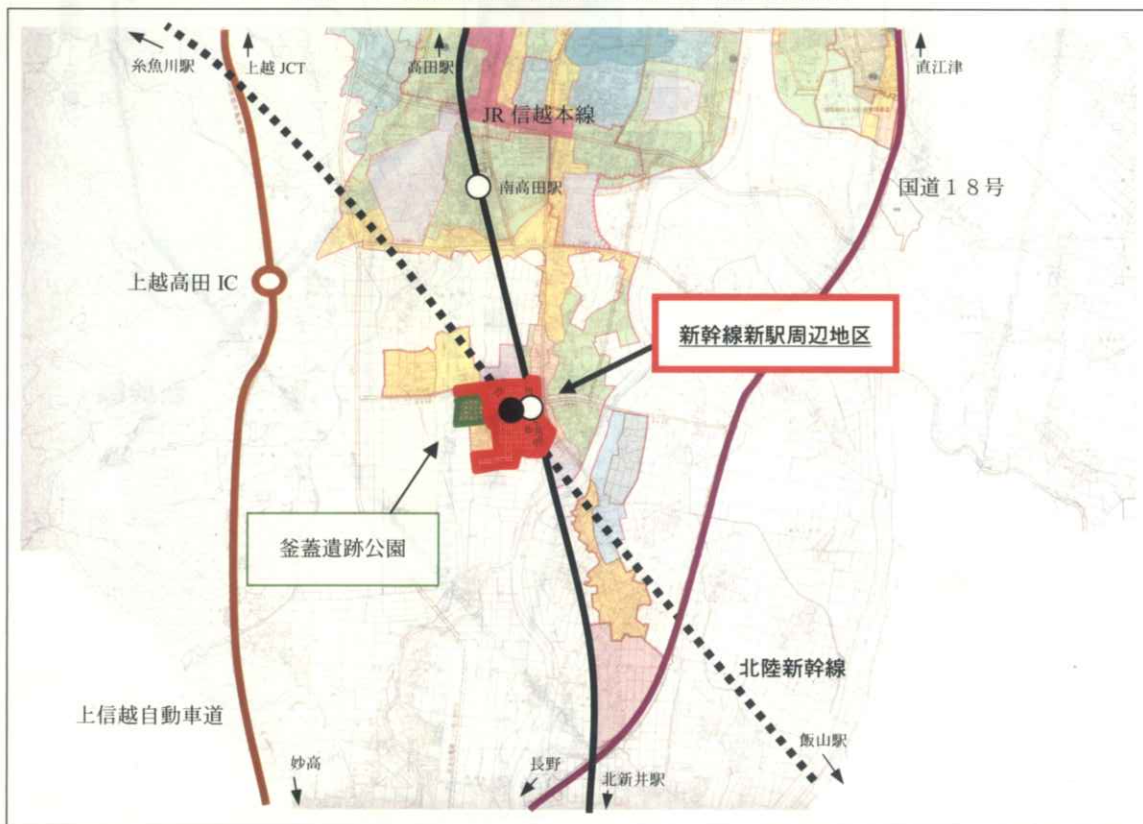 糸魚川駅
上越 JCT
高田駅
直江津
JR 信越本線
南高田駅
国道１８号
上越高田 IC
新幹線新駅周辺地区
釜蓋遺跡公園
北陸新幹線
上信越自動車道
飯山駅
妙高
長野
北新井駅